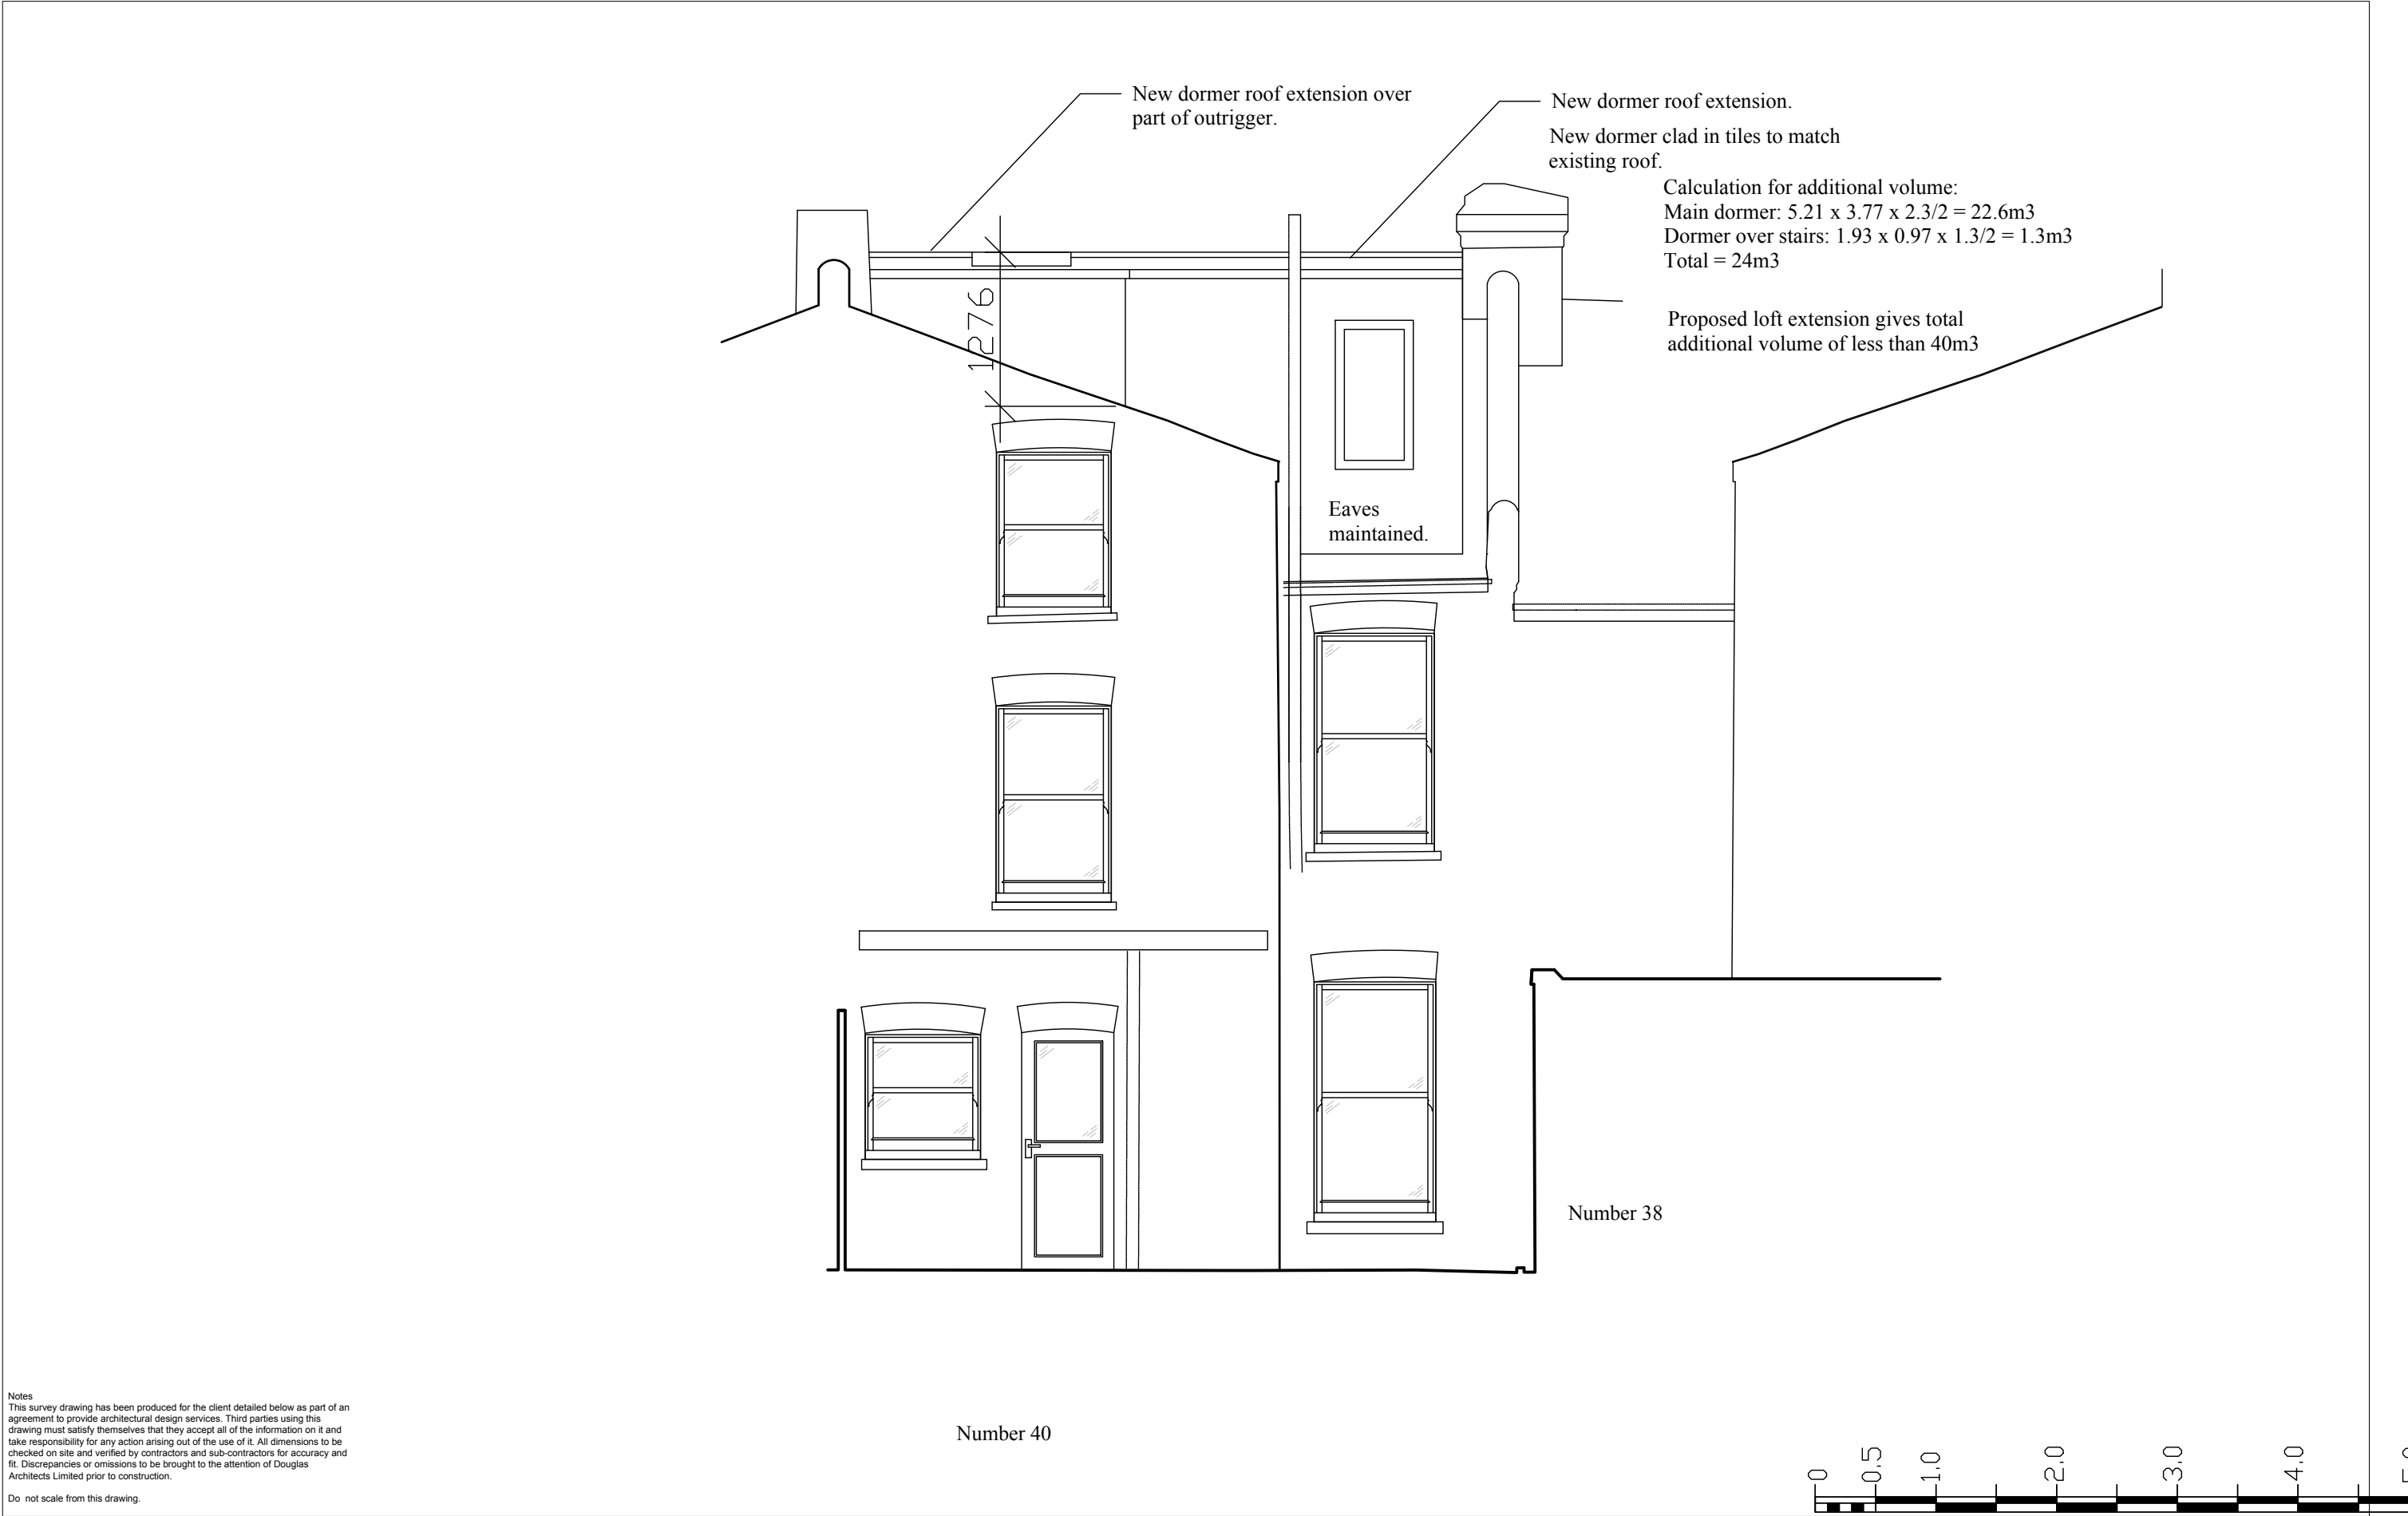 New dormer roof extension over
part of outrigger.
New dormer roof extension.
New dormer clad in tiles to match
existing roof.
Calculation for additional volume:
Main dormer: 5.21 x 3.77 x 2.3/2 = 22.6m3
Dormer over stairs: 1.93 x 0.97 x 1.3/2 = 1.3m3
Total = 24m3
Proposed loft extension gives total
additional volume of less than 40m3
1276
Eaves
maintained.
Number 38
Number 40
Notes
This survey drawing has been produced for the client detailed below as part of an
agreement to provide architectural design services. Third parties using this
drawing must satisfy themselves that they accept all of the information on it and
take responsibility for any action arising out of the use of it. All dimensions to be
checked on site and verified by contractors and sub-contractors for accuracy and
fit. Discrepancies or omissions to be brought to the attention of Douglas
Architects Limited prior to construction.
Do not scale from this drawing.
0 0.5 1.0 2.0 3.0 4.0